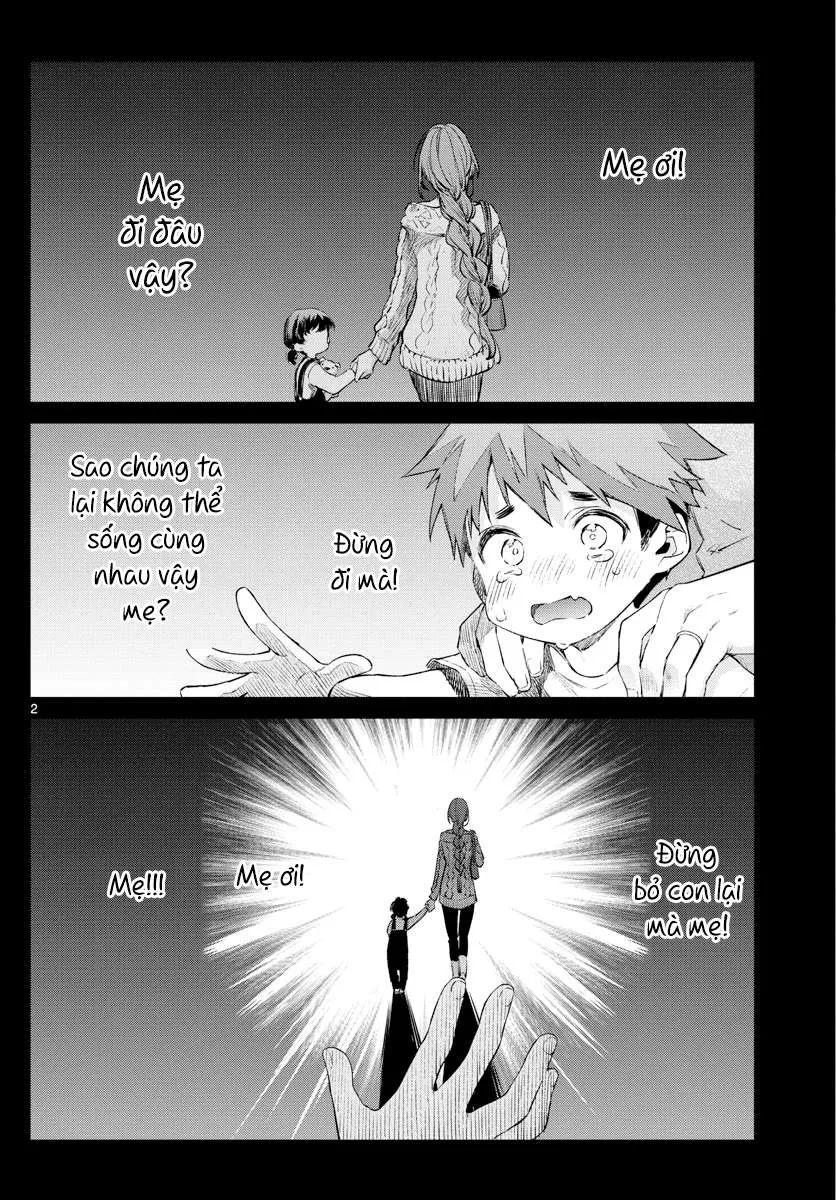 Mẹ ơi!
Mẹ
đi đâu
vậy?
Đừng
đi mà!
Sao chúng ta
lại không thể
sống cùng
nhau vậy
mẹ?
2
Đừng
bỏ con lại
mà mẹ!
Mẹ ơi!
Mẹ!!!